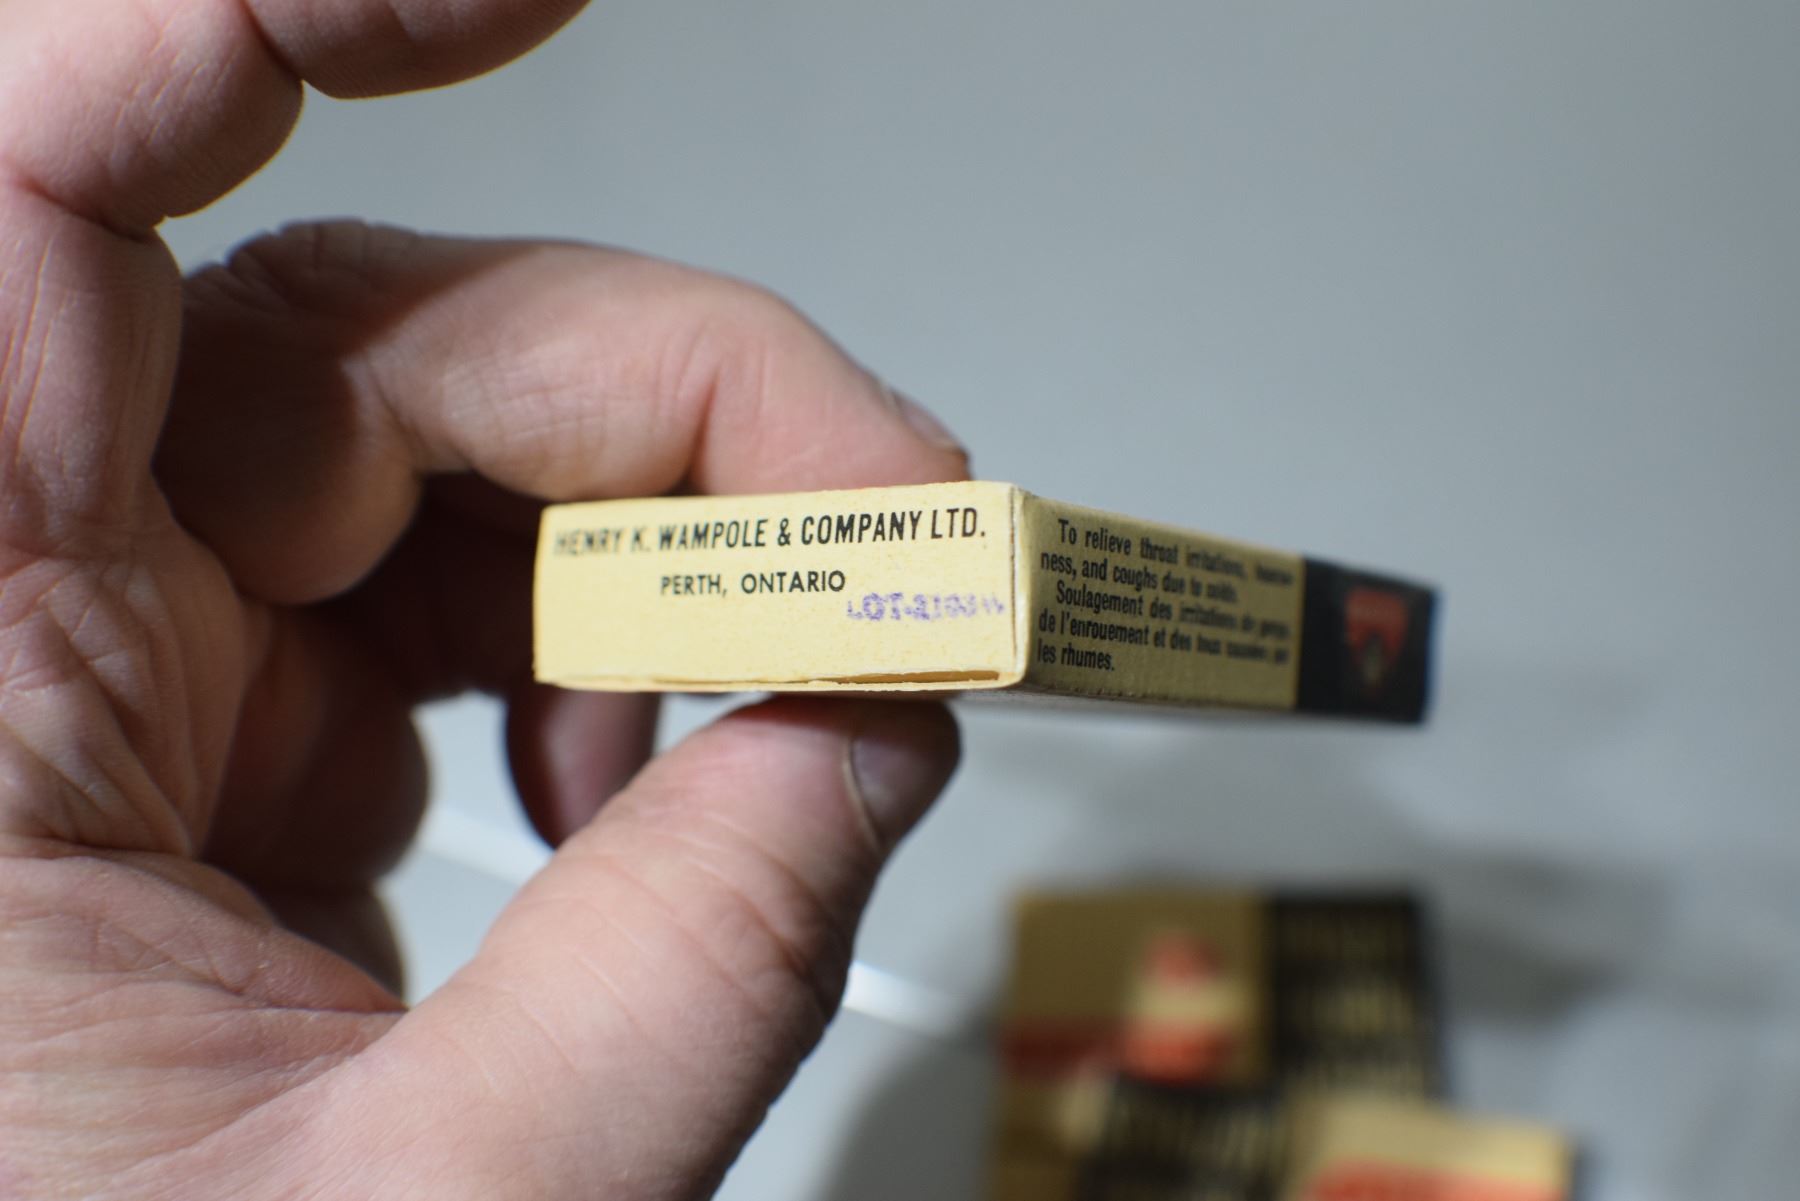 HENRY K. WAMPOLE & COMPANY LTD.
PERTH, ONTARIO
To relieve throat irritations,
ness, and coughs due to colds.
Soulagement des irritations de gorge,
de l'enrouement et des toux causées par
les rhumes.